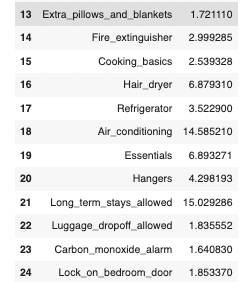 13 Extra_pillows_and_blankets 1.721110
14 Fire_extinguisher 2.999285
15 Cooking_basics 2.539328
16 Hair_dryer 6.879310
17 Refrigerator 3.522900
18 Air_conditioning 14.585210
19 Essentials 6.893271
20 Hangers 4.298193
21 Long_term_stays_allowed 15.029286
22 Luggage_dropoff_allowed 1.835552
23 Carbon_monoxide_alarm 1.640830
24 Lock_on_bedroom_door 1.853370